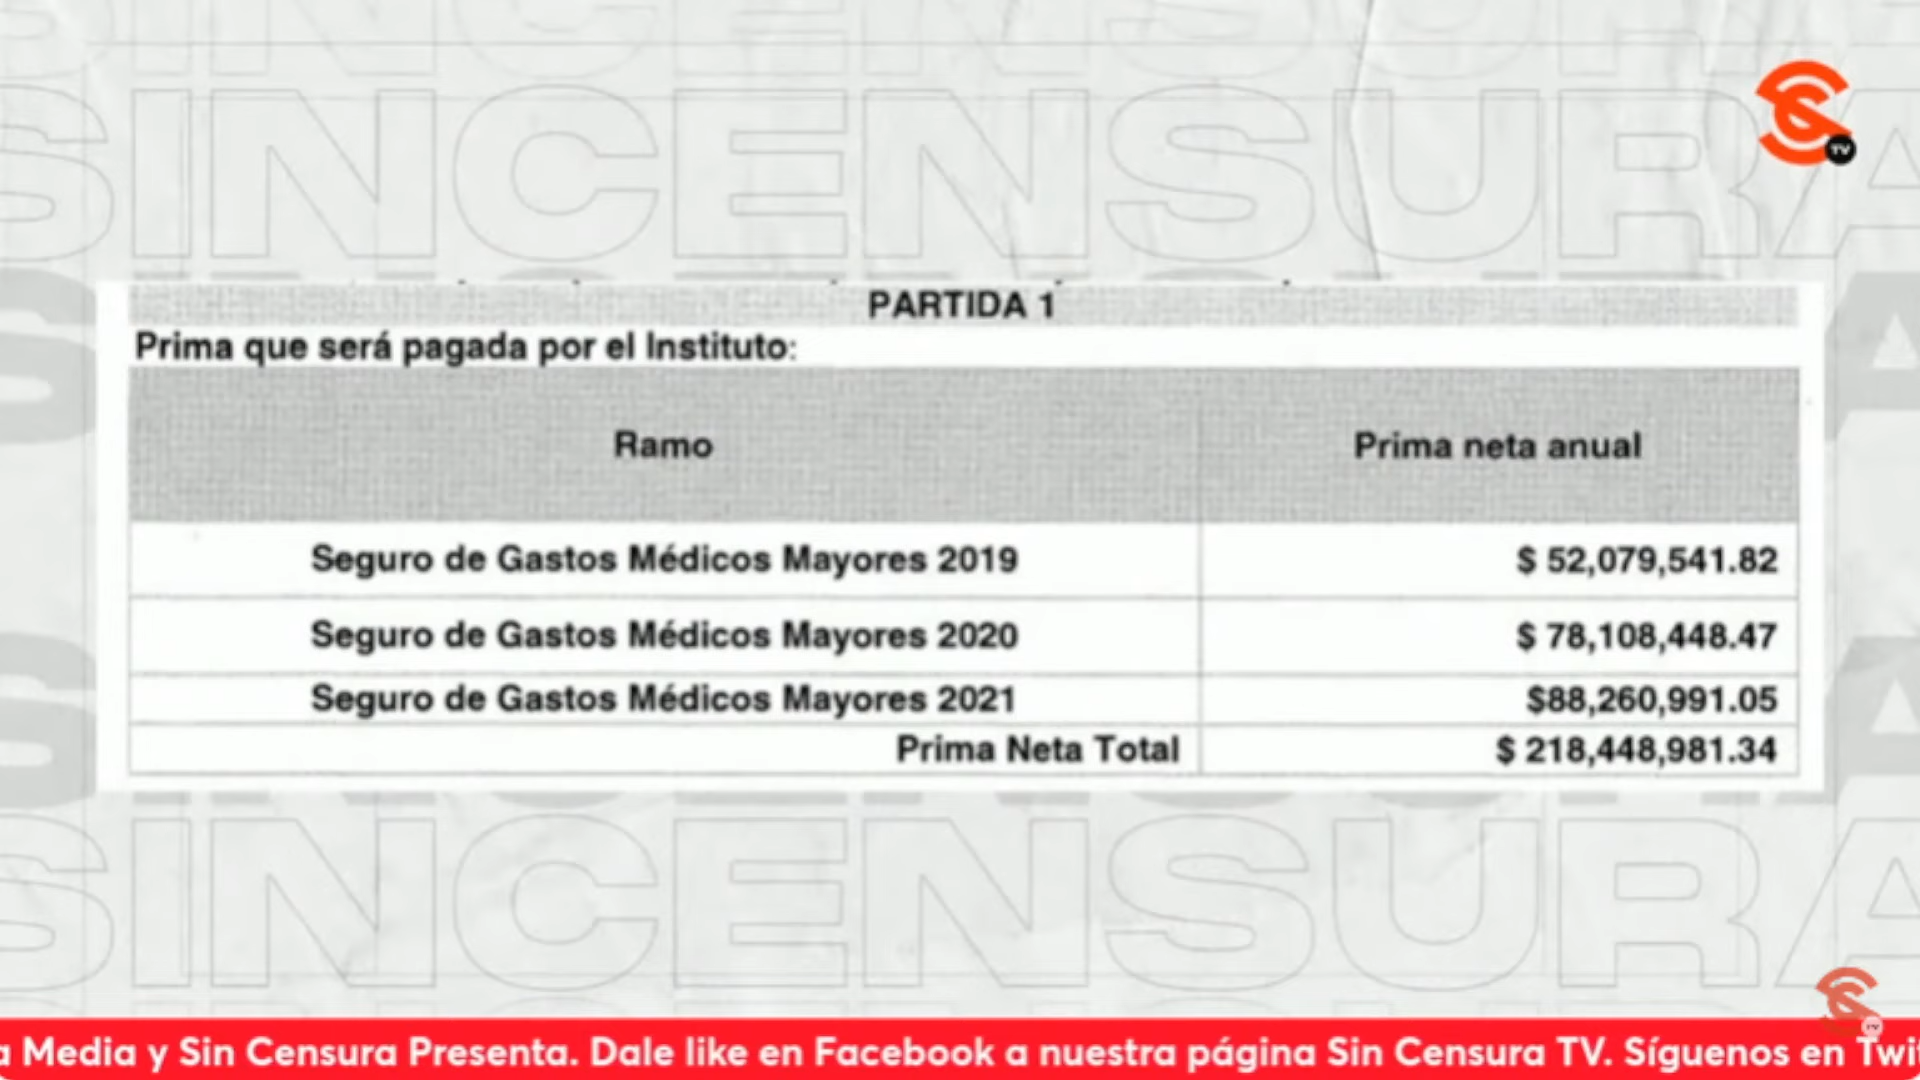 SINCENSURA
TV
PARTIDA 1
Prima que será pagada por el Instituto:
Ramo
Prima neta anual
Seguro de Gastos Médicos Mayores 2019
$ 52,079,541.82
Seguro de Gastos Médicos Mayores 2020
$ 78,108,448.47
Seguro de Gastos Médicos Mayores 2021
$88,260,991.05
Prima Neta Total
$ 218,448,981.34
SINCENSURA
TV
a Media y Sin Censura Presenta. Dale like en Facebook a nuestra página Sin Censura TV. Síguenos en Twi